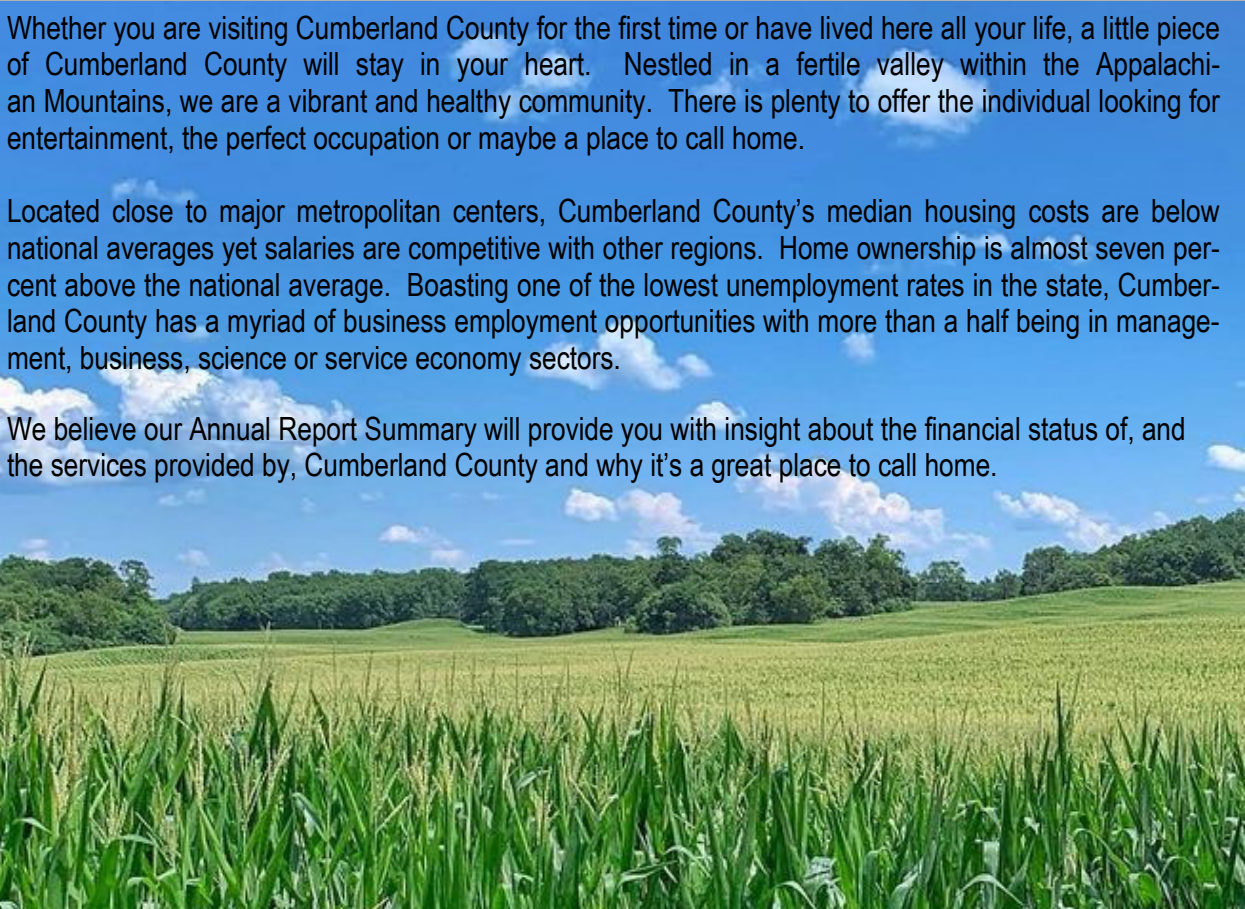 Whether you are visiting Cumberland County for the first time or have lived here all your life, a little piece
of Cumberland County will stay in your heart. Nestled in a fertile valley within the Appalachi-
an Mountains, we are a vibrant and healthy community. There is plenty to offer the individual looking for
entertainment, the perfect occupation or maybe a place to call home.
Located close to major metropolitan centers, Cumberland County’s median housing costs are below
national averages yet salaries are competitive with other regions. Home ownership is almost seven per-
cent above the national average. Boasting one of the lowest unemployment rates in the state, Cumber-
land County has a myriad of business employment opportunities with more than a half being in manage-
ment, business, science or service economy sectors.
We believe our Annual Report Summary will provide you with insight about the financial status of, and
the services provided by, Cumberland County and why it’s a great place to call home.